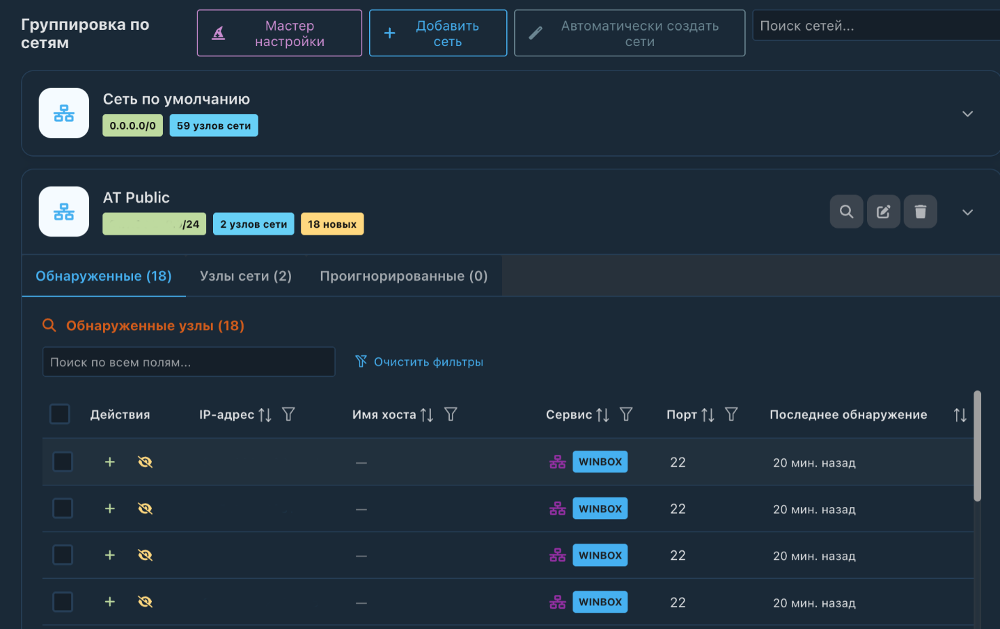 Группировка по сетям
Мастер настройки
Добавить сеть
Автоматически создать сети
Поиск сетей...
Сеть по умолчанию
0.0.0.0/0
59 узлов сети
AT Public
/24
2 узлов сети
18 новых
Обнаруженные (18)
Узлы сети (2)
Проигнорированные (0)
Обнаруженные узлы (18)
Поиск по всем полям...
Очистить фильтры
Действия IP-адрес Имя хоста Сервис Порт Последнее обнаружение
— WINBOX 22 20 мин. назад
— WINBOX 22 20 мин. назад
— WINBOX 22 20 мин. назад
— WINBOX 22 20 мин. назад